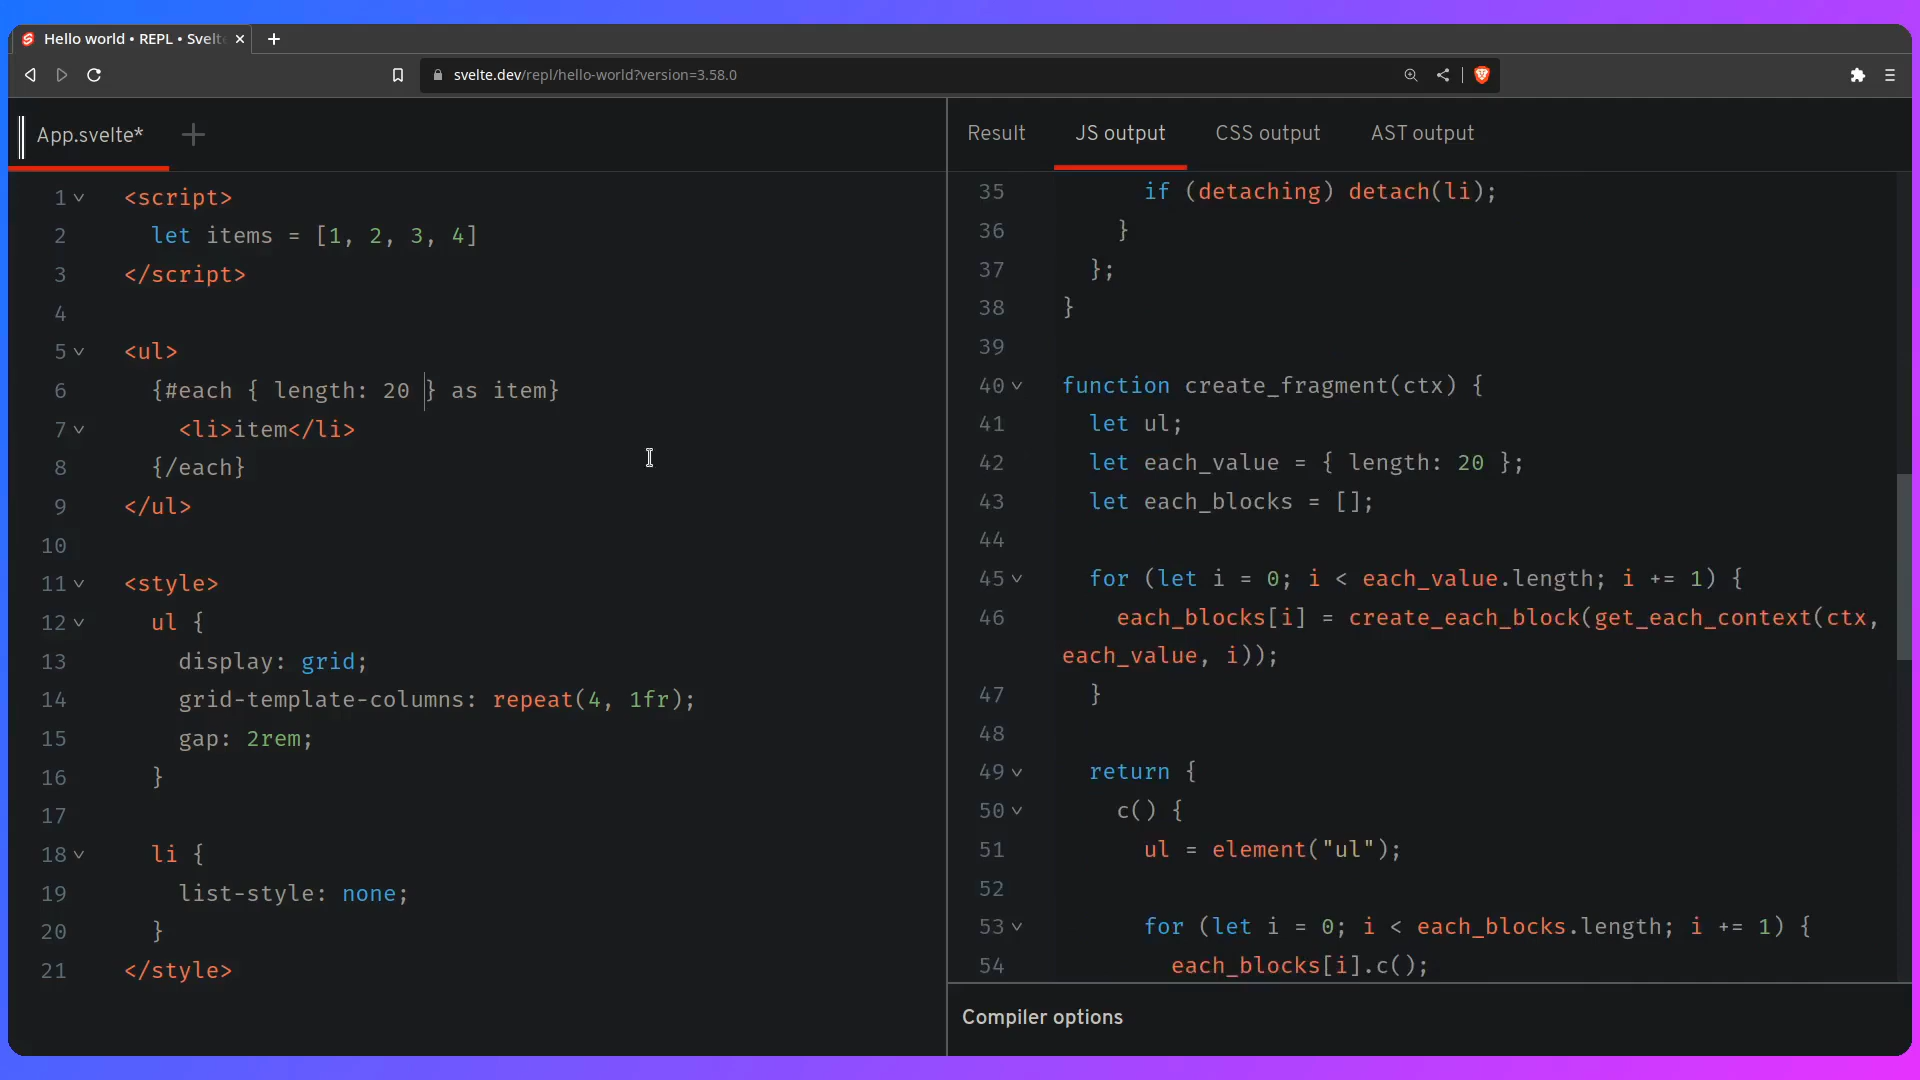 Hello world • REPL • Svelt
svelte.dev/repl/hello-world?version=3.58.0
App.svelte*
1 <script>
2 let items = [1, 2, 3, 4]
3 </script>
4
5 <ul>
6 {#each { length: 20 } as item}
7 <li>item</li>
8 {/each}
9 </ul>
10
11 <style>
12 ul {
13 display: grid;
14 grid-template-columns: repeat(4, 1fr);
15 gap: 2rem;
16 }
17
18 li {
19 list-style: none;
20 }
21 </style>
Result JS output CSS output AST output
35 if (detaching) detach(li);
36 }
37 };
38 }
39
40 function create_fragment(ctx) {
41 let ul;
42 let each_value = { length: 20 };
43 let each_blocks = [];
44
45 for (let i = 0; i < each_value.length; i += 1) {
46 each_blocks[i] = create_each_block(get_each_context(ctx,
each_value, i));
47 }
48
49 return {
50 c() {
51 ul = element("ul");
52
53 for (let i = 0; i < each_blocks.length; i += 1) {
54 each_blocks[i].c();
Compiler options